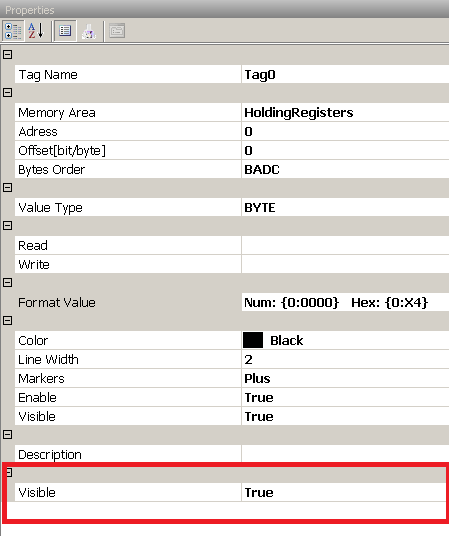 Properties
Tag Name Tag0
Memory Area HoldingRegisters
Adress 0
Offset[bit/byte] 0
Bytes Order BADC
Value Type BYTE
Read
Write
Format Value Num: {0:0000} Hex: {0:X4}
Color Black
Line Width 2
Markers Plus
Enable True
Visible True
Description
Visible True